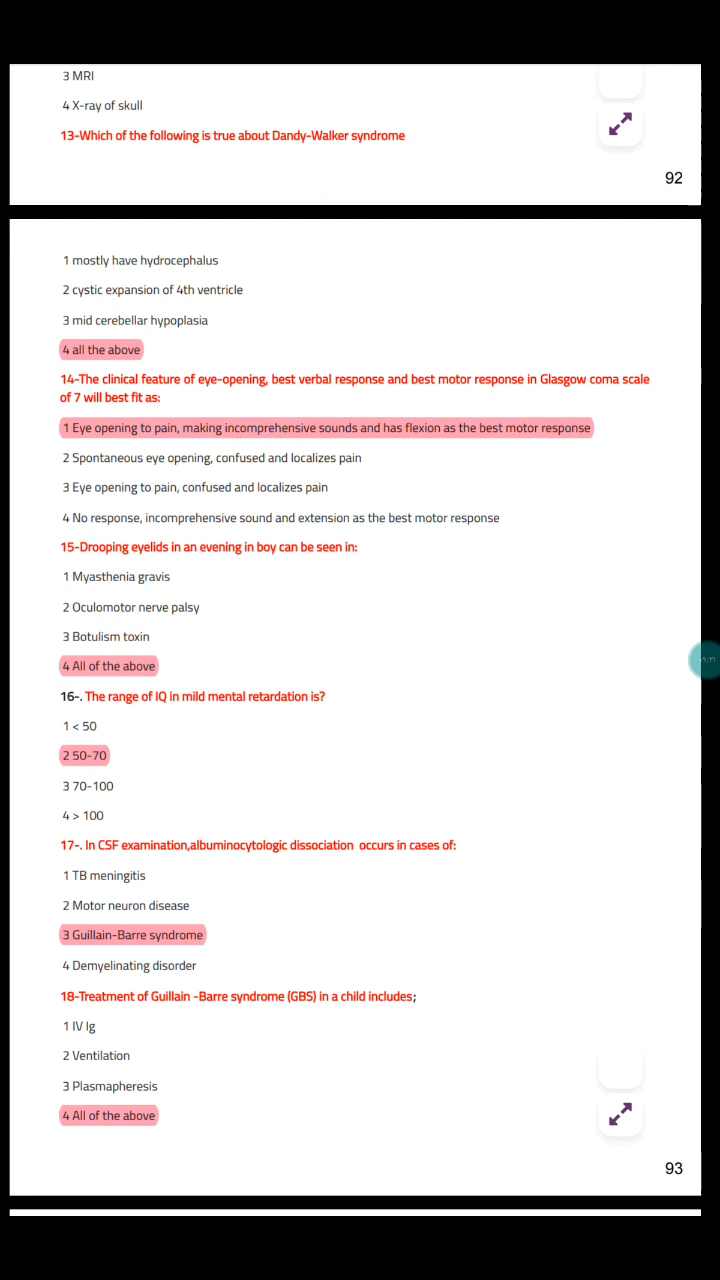 3 MRI
4 X-ray of skull
13-Which of the following is true about Dandy-Walker syndrome
92
1 mostly have hydrocephalus
2 cystic expansion of 4th ventricle
3 mid cerebellar hypoplasia
4 all the above
14-The clinical feature of eye-opening, best verbal response and best motor response in Glasgow coma scale
of 7 will best fit as:
1 Eye opening to pain, making incomprehensive sounds and has flexion as the best motor response
2 Spontaneous eye opening, confused and localizes pain
3 Eye opening to pain, confused and localizes pain
4 No response, incomprehensive sound and extension as the best motor response
15-Drooping eyelids in an evening in boy can be seen in:
1 Myasthenia gravis
2 Oculomotor nerve palsy
3 Botulism toxin
4 All of the above
16-. The range of IQ in mild mental retardation is?
1 < 50
2 50-70
3 70-100
4 > 100
17-. In CSF examination,albuminocytologic dissociation occurs in cases of:
1 TB meningitis
2 Motor neuron disease
3 Guillain-Barre syndrome
4 Demyelinating disorder
18-Treatment of Guillain -Barre syndrome (GBS) in a child includes;
1 IV Ig
2 Ventilation
3 Plasmapheresis
4 All of the above
93